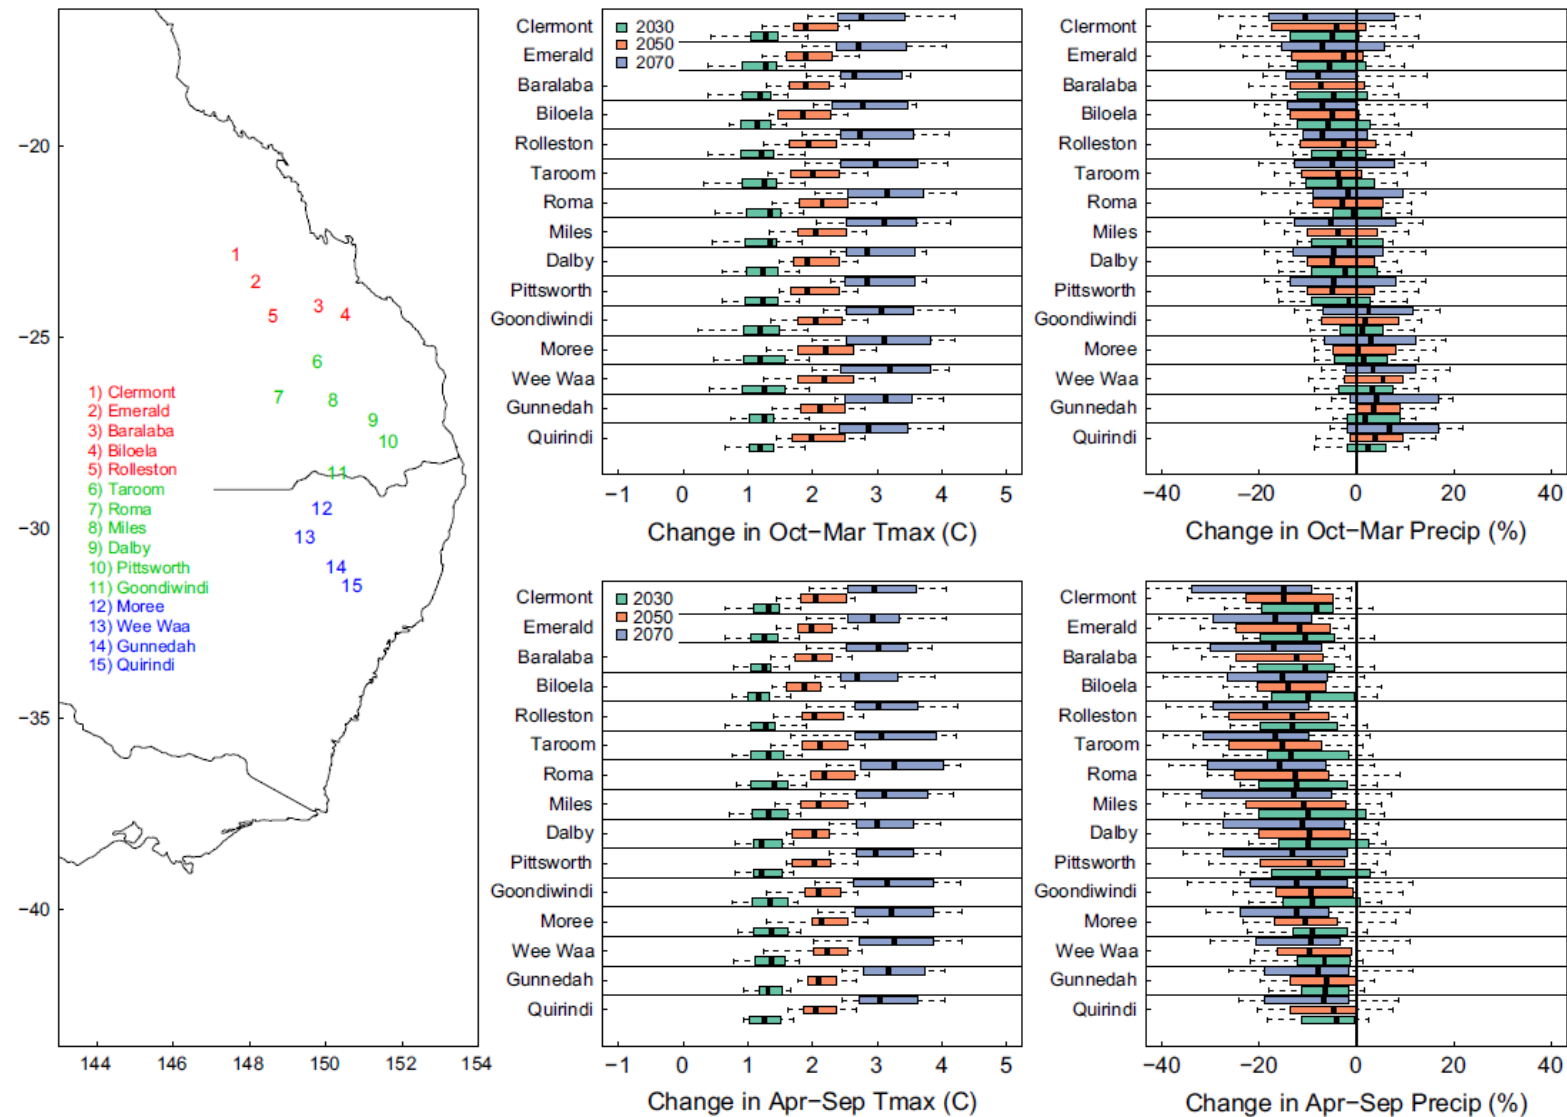 −20
−25
−30
−35
−40
144 146 148 150 152 154
1
2
3
4
5
6
7
8
9
10
11
12
13
14
15
1) Clermont
2) Emerald
3) Baralaba
4) Biloela
5) Rolleston
6) Taroom
7) Roma
8) Miles
9) Dalby
10) Pittsworth
11) Goondiwindi
12) Moree
13) Wee Waa
14) Gunnedah
15) Quirindi
Clermont
Emerald
Baralaba
Biloela
Rolleston
Taroom
Roma
Miles
Dalby
Pittsworth
Goondiwindi
Moree
Wee Waa
Gunnedah
Quirindi
2030
2050
2070
−1 0 1 2 3 4 5
Change in Oct−Mar Tmax (C)
Clermont
Emerald
Baralaba
Biloela
Rolleston
Taroom
Roma
Miles
Dalby
Pittsworth
Goondiwindi
Moree
Wee Waa
Gunnedah
Quirindi
−40 −20 0 20 40
Change in Oct−Mar Precip (%)
Clermont
Emerald
Baralaba
Biloela
Rolleston
Taroom
Roma
Miles
Dalby
Pittsworth
Goondiwindi
Moree
Wee Waa
Gunnedah
Quirindi
2030
2050
2070
−1 0 1 2 3 4 5
Change in Apr−Sep Tmax (C)
Clermont
Emerald
Baralaba
Biloela
Rolleston
Taroom
Roma
Miles
Dalby
Pittsworth
Goondiwindi
Moree
Wee Waa
Gunnedah
Quirindi
−40 −20 0 20 40
Change in Apr−Sep Precip (%)